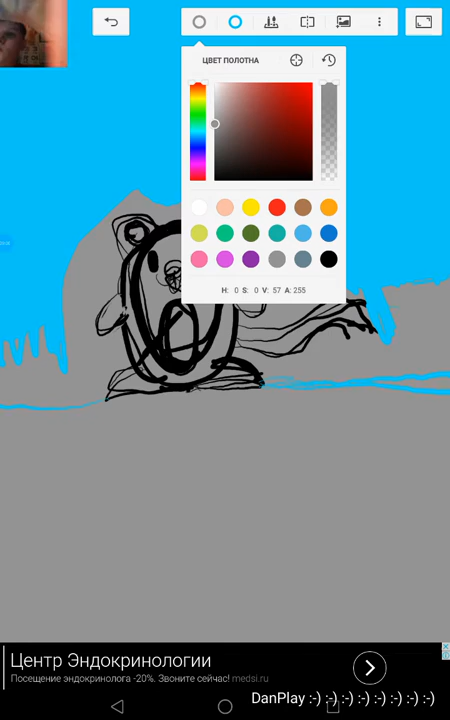 ЦВЕТ ПОЛОТНА
H: 0 S: 0 V: 57 A: 255
Центр Эндокринологии
Посещение эндокринолога -20%. Звоните сейчас! medsi.ru
DanPlay :-) :-) :-) :-) :-) :-) :-)